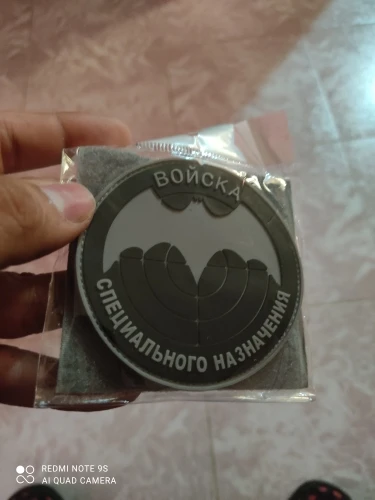 ВОЙСКА
СПЕЦИАЛЬНОГО НАЗНАЧЕНИЯ
REDMI NOTE 9S
AI QUAD CAMERA